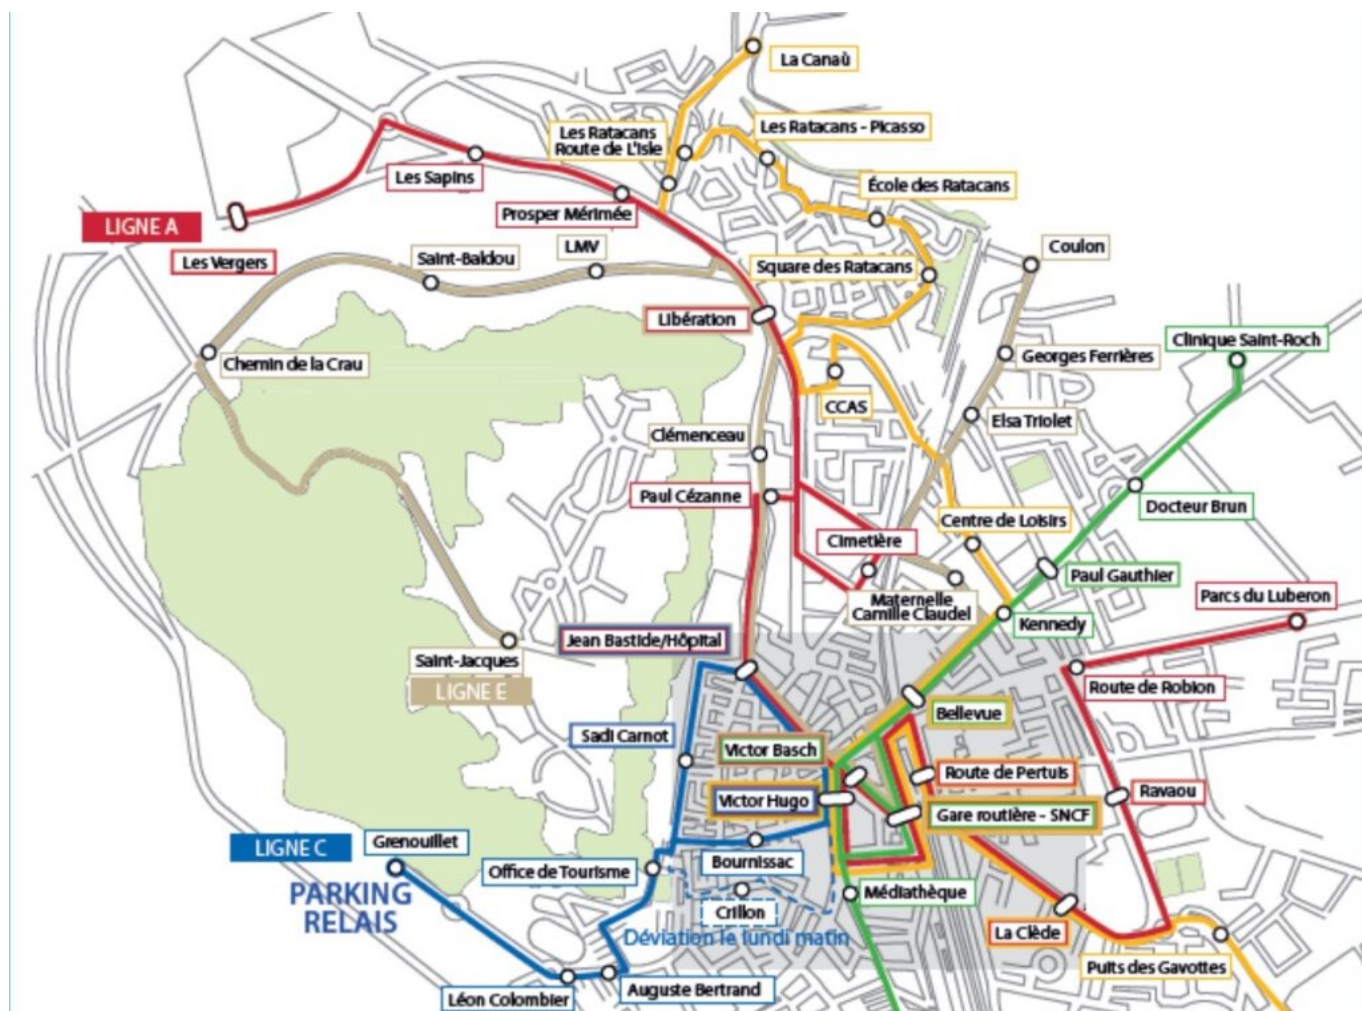 La Canaù
Les Ratacans
Route de L'Isle
Les Ratacans - Picasso
Les Sapins
École des Ratacans
Prosper Mérimée
LIGNE A
Les Vergers
Saint-Baldou
LMV
Square des Ratacans
Coulon
Libération
Clinique Saint-Roch
Chemin de la Crau
Georges Ferrières
CCAS
Elsa Triolet
Clémenceau
Paul Cézanne
Docteur Brun
Centre de Loisirs
Cimetière
Paul Gauthier
Parcs du Luberon
Maternelle
Camille Claudel
Kennedy
Jean Bastide/Hôpital
Saint-Jacques
LIGNE E
Route de Robion
Bellevue
Sadi Carnot
Victor Basch
Route de Pertuis
Ravaou
Victor Hugo
Gare routière - SNCF
LIGNE C
Grenouillet
PARKING
RELAIS
Office de Tourisme
Bournissac
Médiathèque
Crillon
Déviation le lundi matin
La Clède
Puits des Gavottes
Léon Colombier
Auguste Bertrand